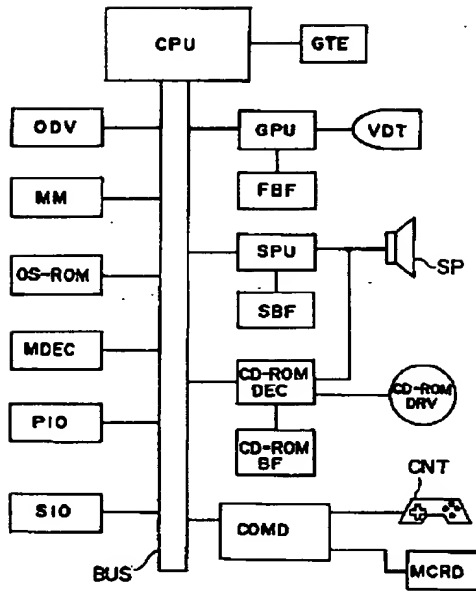 CPU
GTE
ODV
GPU
VDT
MM
FBF
SPU
SP
OS-ROM
SBF
MDEC
CD-ROM
DEC
CD-ROM
DRV
PIO
CD-ROM
BF
CNT
SIO
COMD
BUS
MCRD